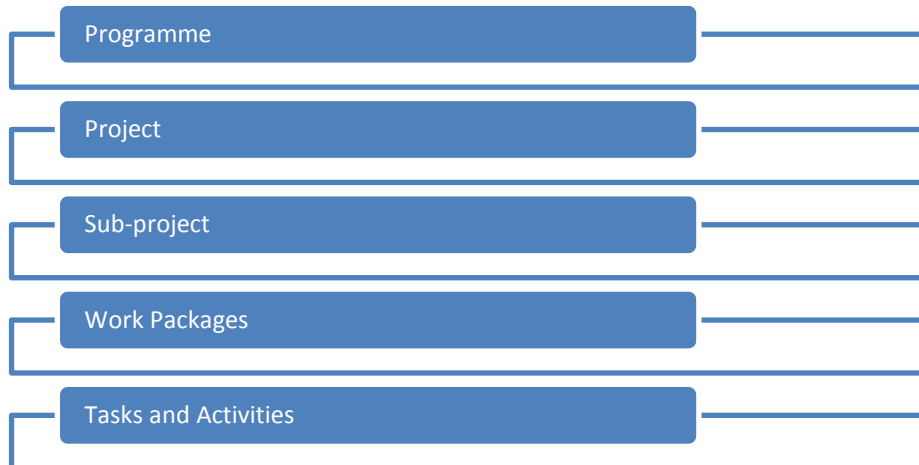 Programme
Project
Sub-project
Work Packages
Tasks and Activities